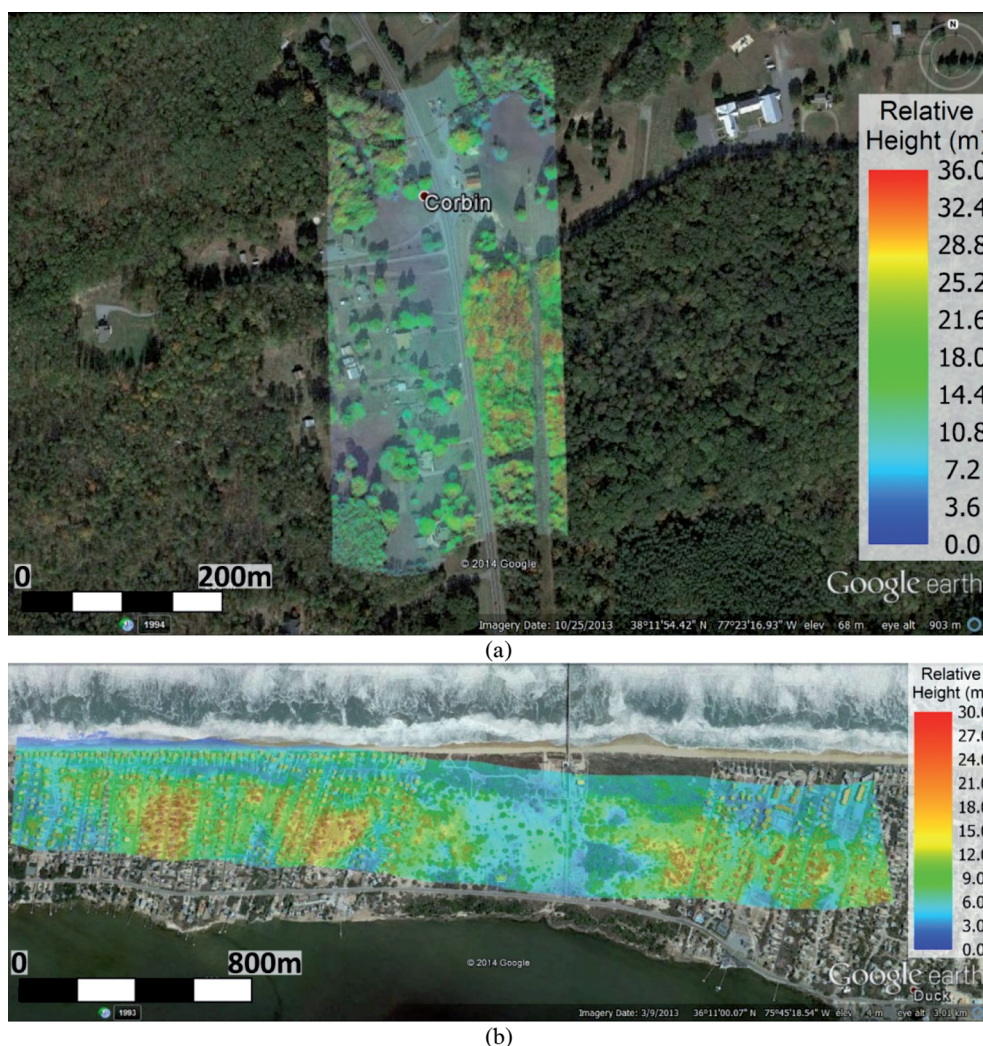 N
Relative
Height (m)
36.0
32.4
28.8
25.2
21.6
18.0
14.4
10.8
7.2
3.6
0.0
Corbin
© 2014 Google
0 200m
Google earth
1994
Imagery Date: 10/25/2013 38°11'54.42" N 77°23'16.93" W elev 68 m eye alt 903 m
(a)
Relative
Height (m
30.0
27.0
24.0
21.0
18.0
15.0
12.0
9.0
6.0
3.0
0.0
0 800m
© 2014 Google
Google earth
Duck
1993
Imagery Date: 3/9/2013 36°11'00.07" N 75°45'18.54" W elev 4 m eye alt 3.01 km
(b)